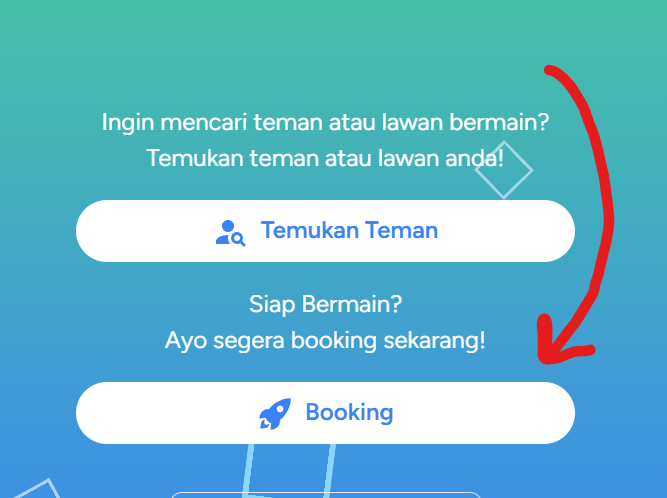 Ingin mencari teman atau lawan bermain?
Temukan teman atau lawan anda!
Temukan Teman
Siap Bermain?
Ayo segera booking sekarang!
Booking